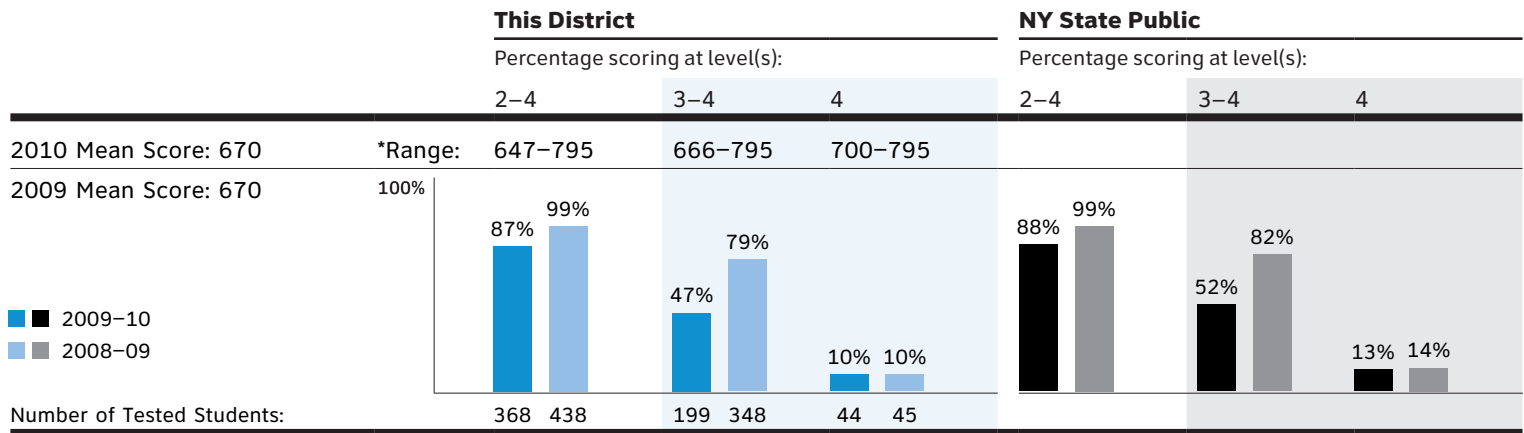 This District NY State Public
Percentage scoring at level(s): Percentage scoring at level(s):
2–4 3–4 4 2–4 3–4 4
2010 Mean Score: 670 *Range: 647–795 666–795 700–795
2009 Mean Score: 670 100%
87% 99% 47% 79% 10% 10% 88% 99% 52% 82% 13% 14%
2009–10
2008–09
Number of Tested Students: 368 438 199 348 44 45